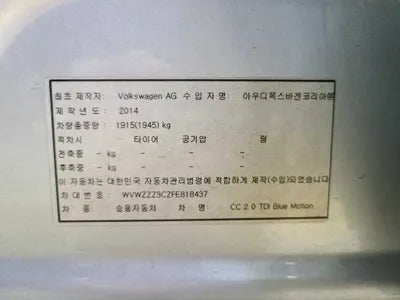 최초 제작자: Volkswagen AG 수 입 자 명: 아우디폭스바겐코리아㈜
제 작 년 도: 2014
차량총중량: 1915(1945) kg
적차시 타이어 공기압 림
전축중 - kg - - -
후축중 - kg - - -
이 자동차는 대한민국 자동차관리법령에 적합하게 제작(수입)되었습
차 대 번 호: WVWZZZ3CZFE818437
차 종: 승용자동차 차 명: CC 2.0 TDI Blue Motion